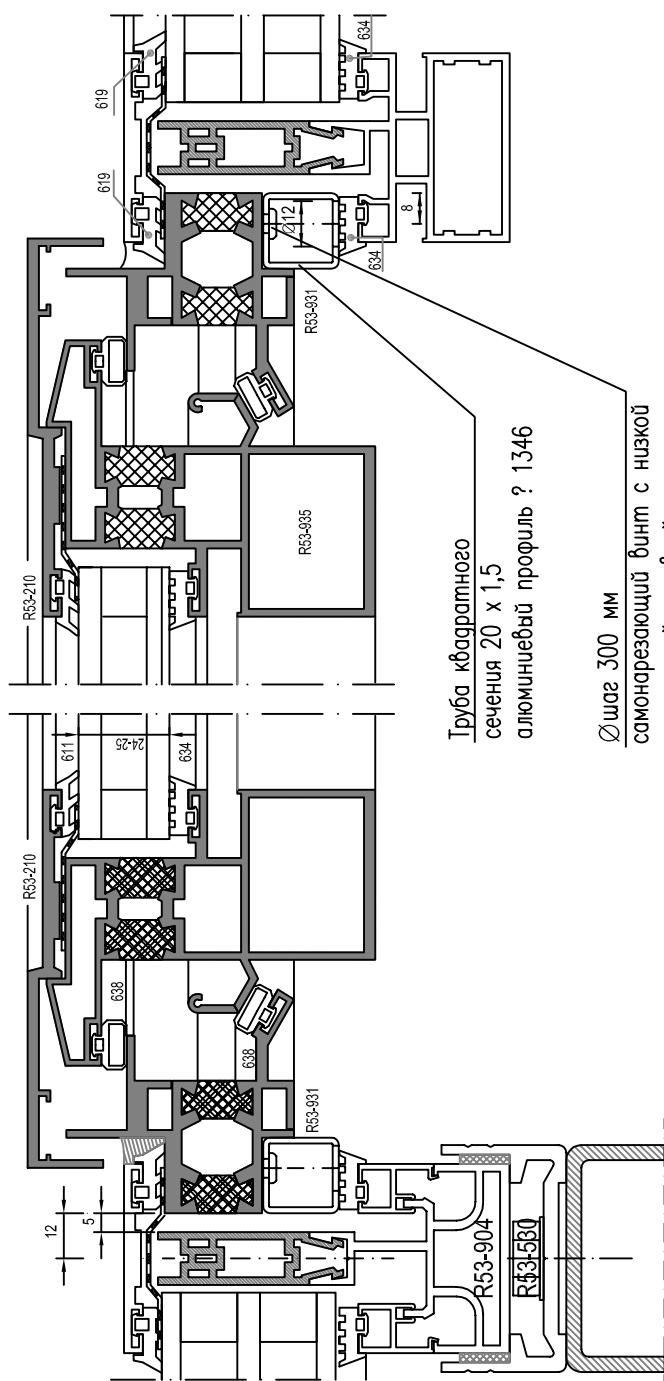 619
619
634
634
8
Ø12
R53-931
R53-935
R53-210
611
24-25
634
R53-210
638
638
R53-931
12
5
R53-904
R53-530
Труба квадратного
сечения 20 x 1,5
алюминиевый профиль ? 1346
Øшаг 300 мм
самонарезающий винт с низкой